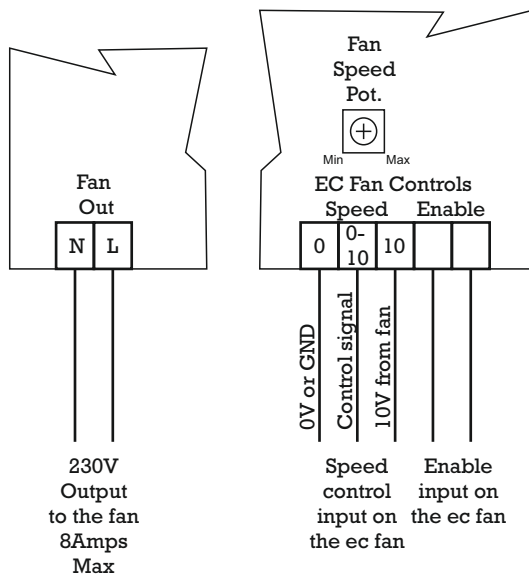 Fan
Out
N L
230V
Output
to the fan
8Amps
Max
Fan
Speed
Pot.
Min Max
EC Fan Controls
Speed Enable
0 0-10 10
0V or GND
Control signal
10V from fan
Speed
control
input on
the ec fan
Enable
input on
the ec fan